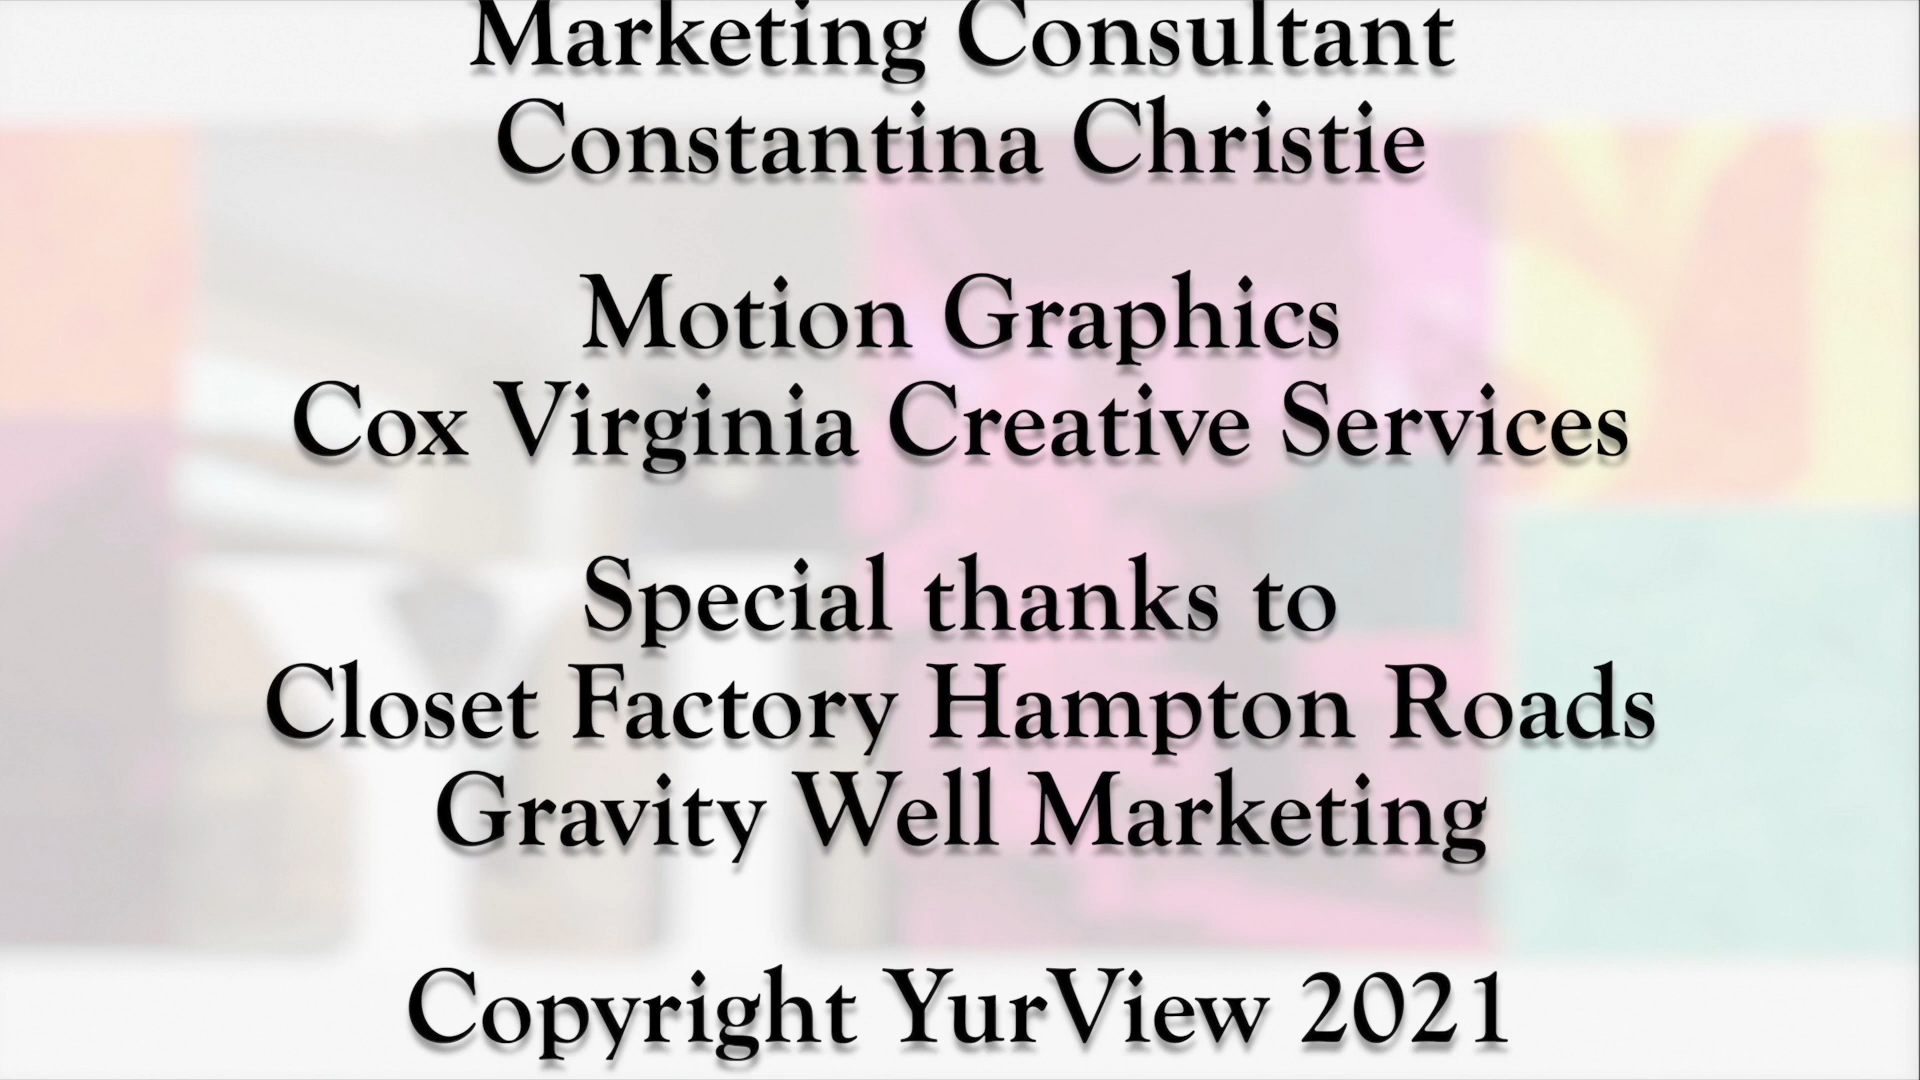 Marketing Consultant
Constantina Christie
Motion Graphics
Cox Virginia Creative Services
Special thanks to
Closet Factory Hampton Roads
Gravity Well Marketing
Copyright YurView 2021